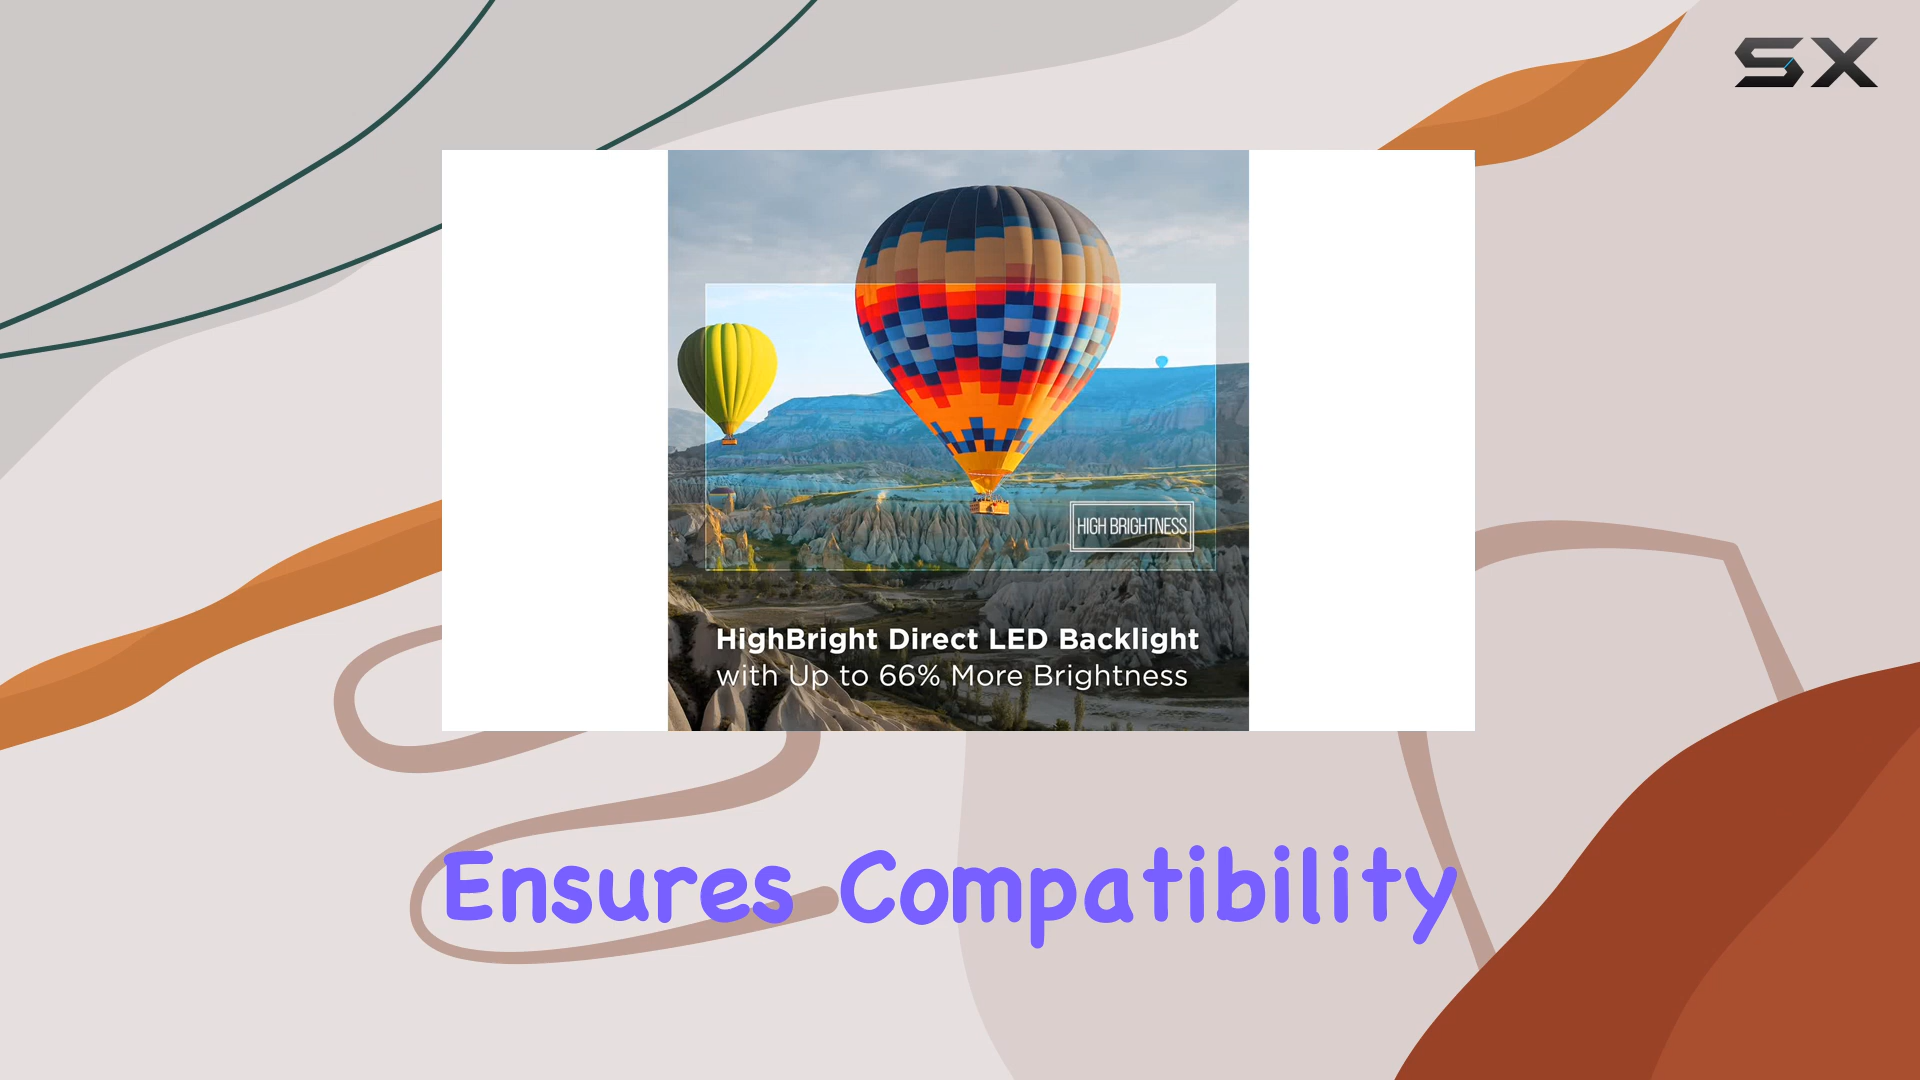 SX
HIGH BRIGHTNESS
HighBright Direct LED Backlight
with Up to 66% More Brightness
Ensures Compatibility